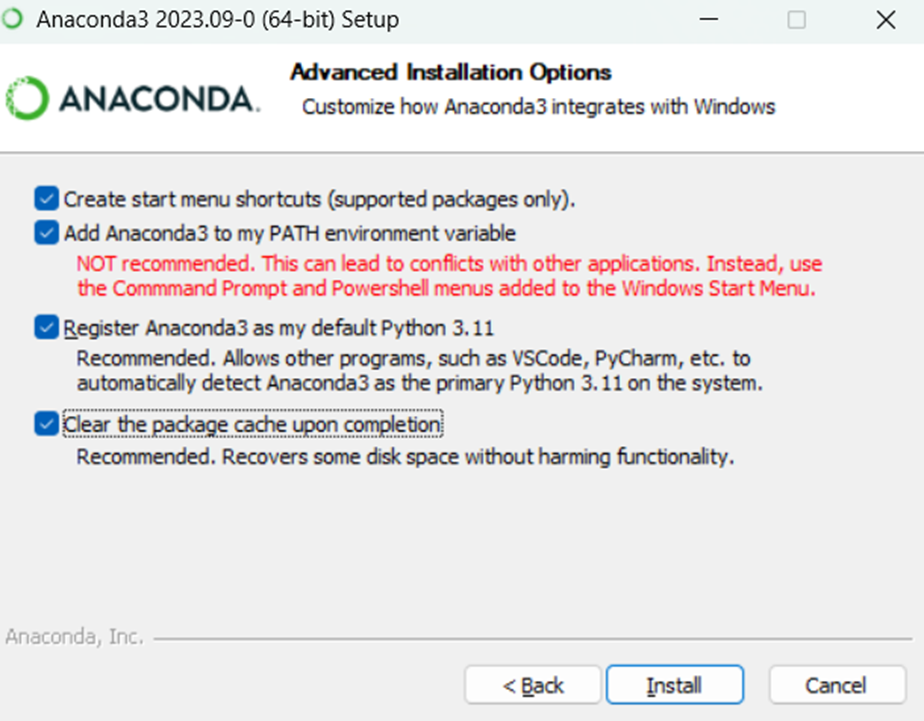 Anaconda3 2023.09-0 (64-bit) Setup
ANACONDA.
Advanced Installation Options
Customize how Anaconda3 integrates with Windows
Create start menu shortcuts (supported packages only).
Add Anaconda3 to my PATH environment variable
NOT recommended. This can lead to conflicts with other applications. Instead, use
the Commmand Prompt and Powershell menus added to the Windows Start Menu.
Register Anaconda3 as my default Python 3.11
Recommended. Allows other programs, such as VSCode, PyCharm, etc. to
automatically detect Anaconda3 as the primary Python 3.11 on the system.
Clear the package cache upon completion
Recommended. Recovers some disk space without harming functionality.
Anaconda, Inc.
< Back
Install
Cancel